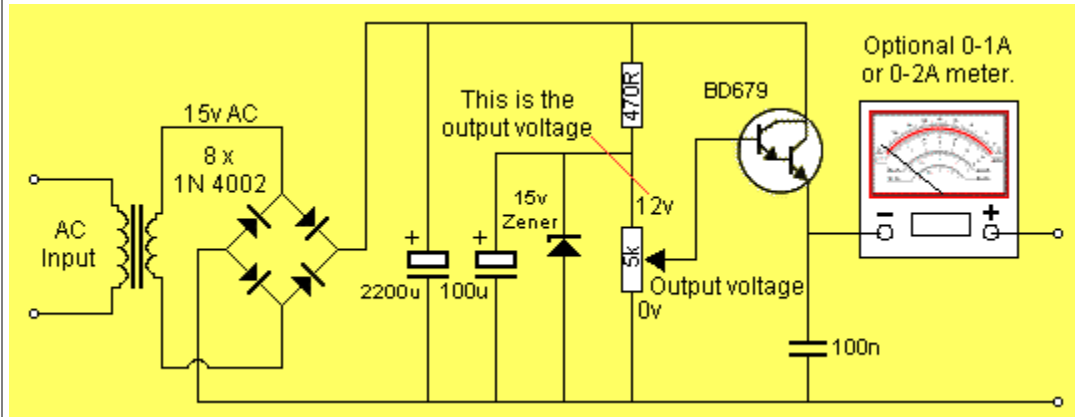 15v AC
8 x
1N 4002
AC
Input
2200u
100u
This is the
output voltage
15v
Zener
470R
12v
5k
Output voltage
0v
BD679
100n
Optional 0-1A
or 0-2A meter.